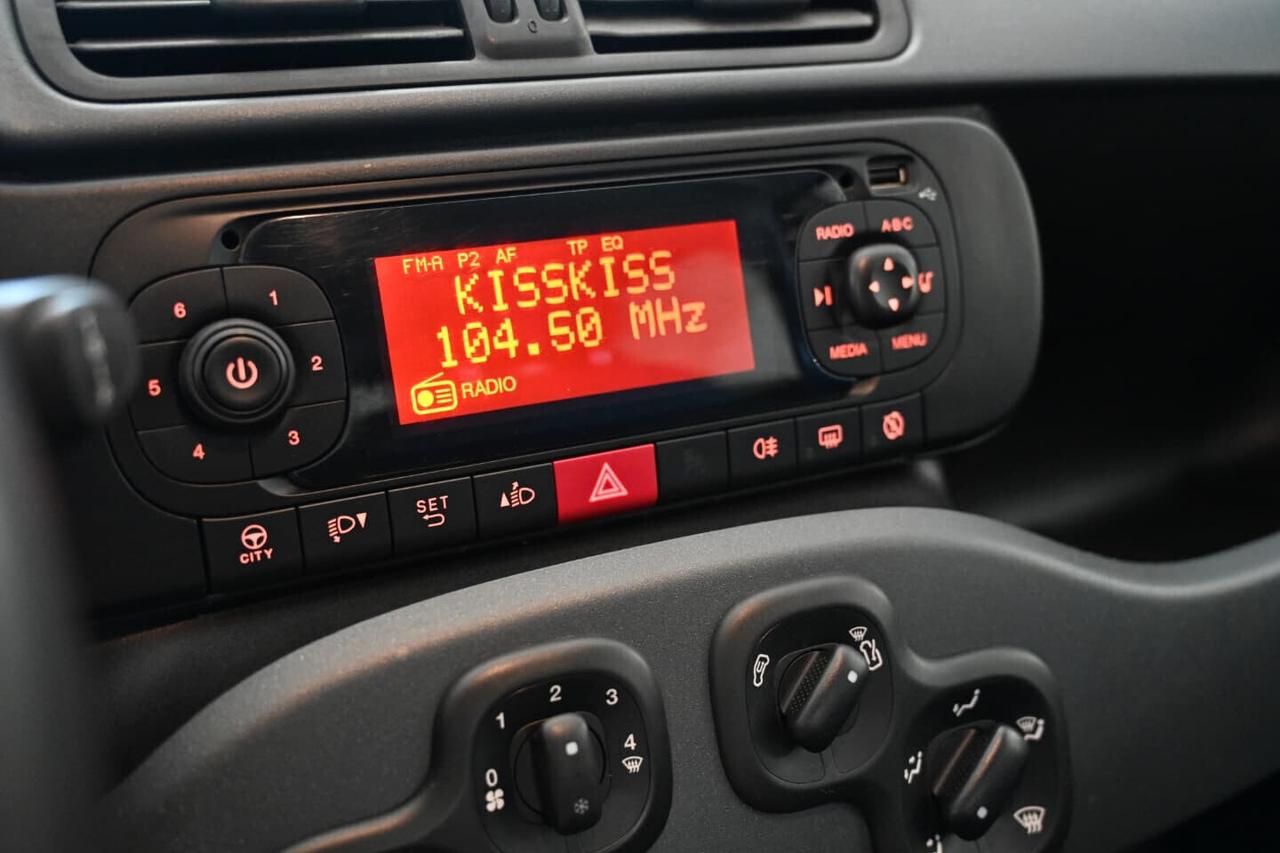 FM-A P2 AF TP EQ
KISSKISS
104.50 MHz
RADIO
6 1
5 2
4 3
RADIO A·B·C
MEDIA MENU
CITY
SET
0 1 2 3 4